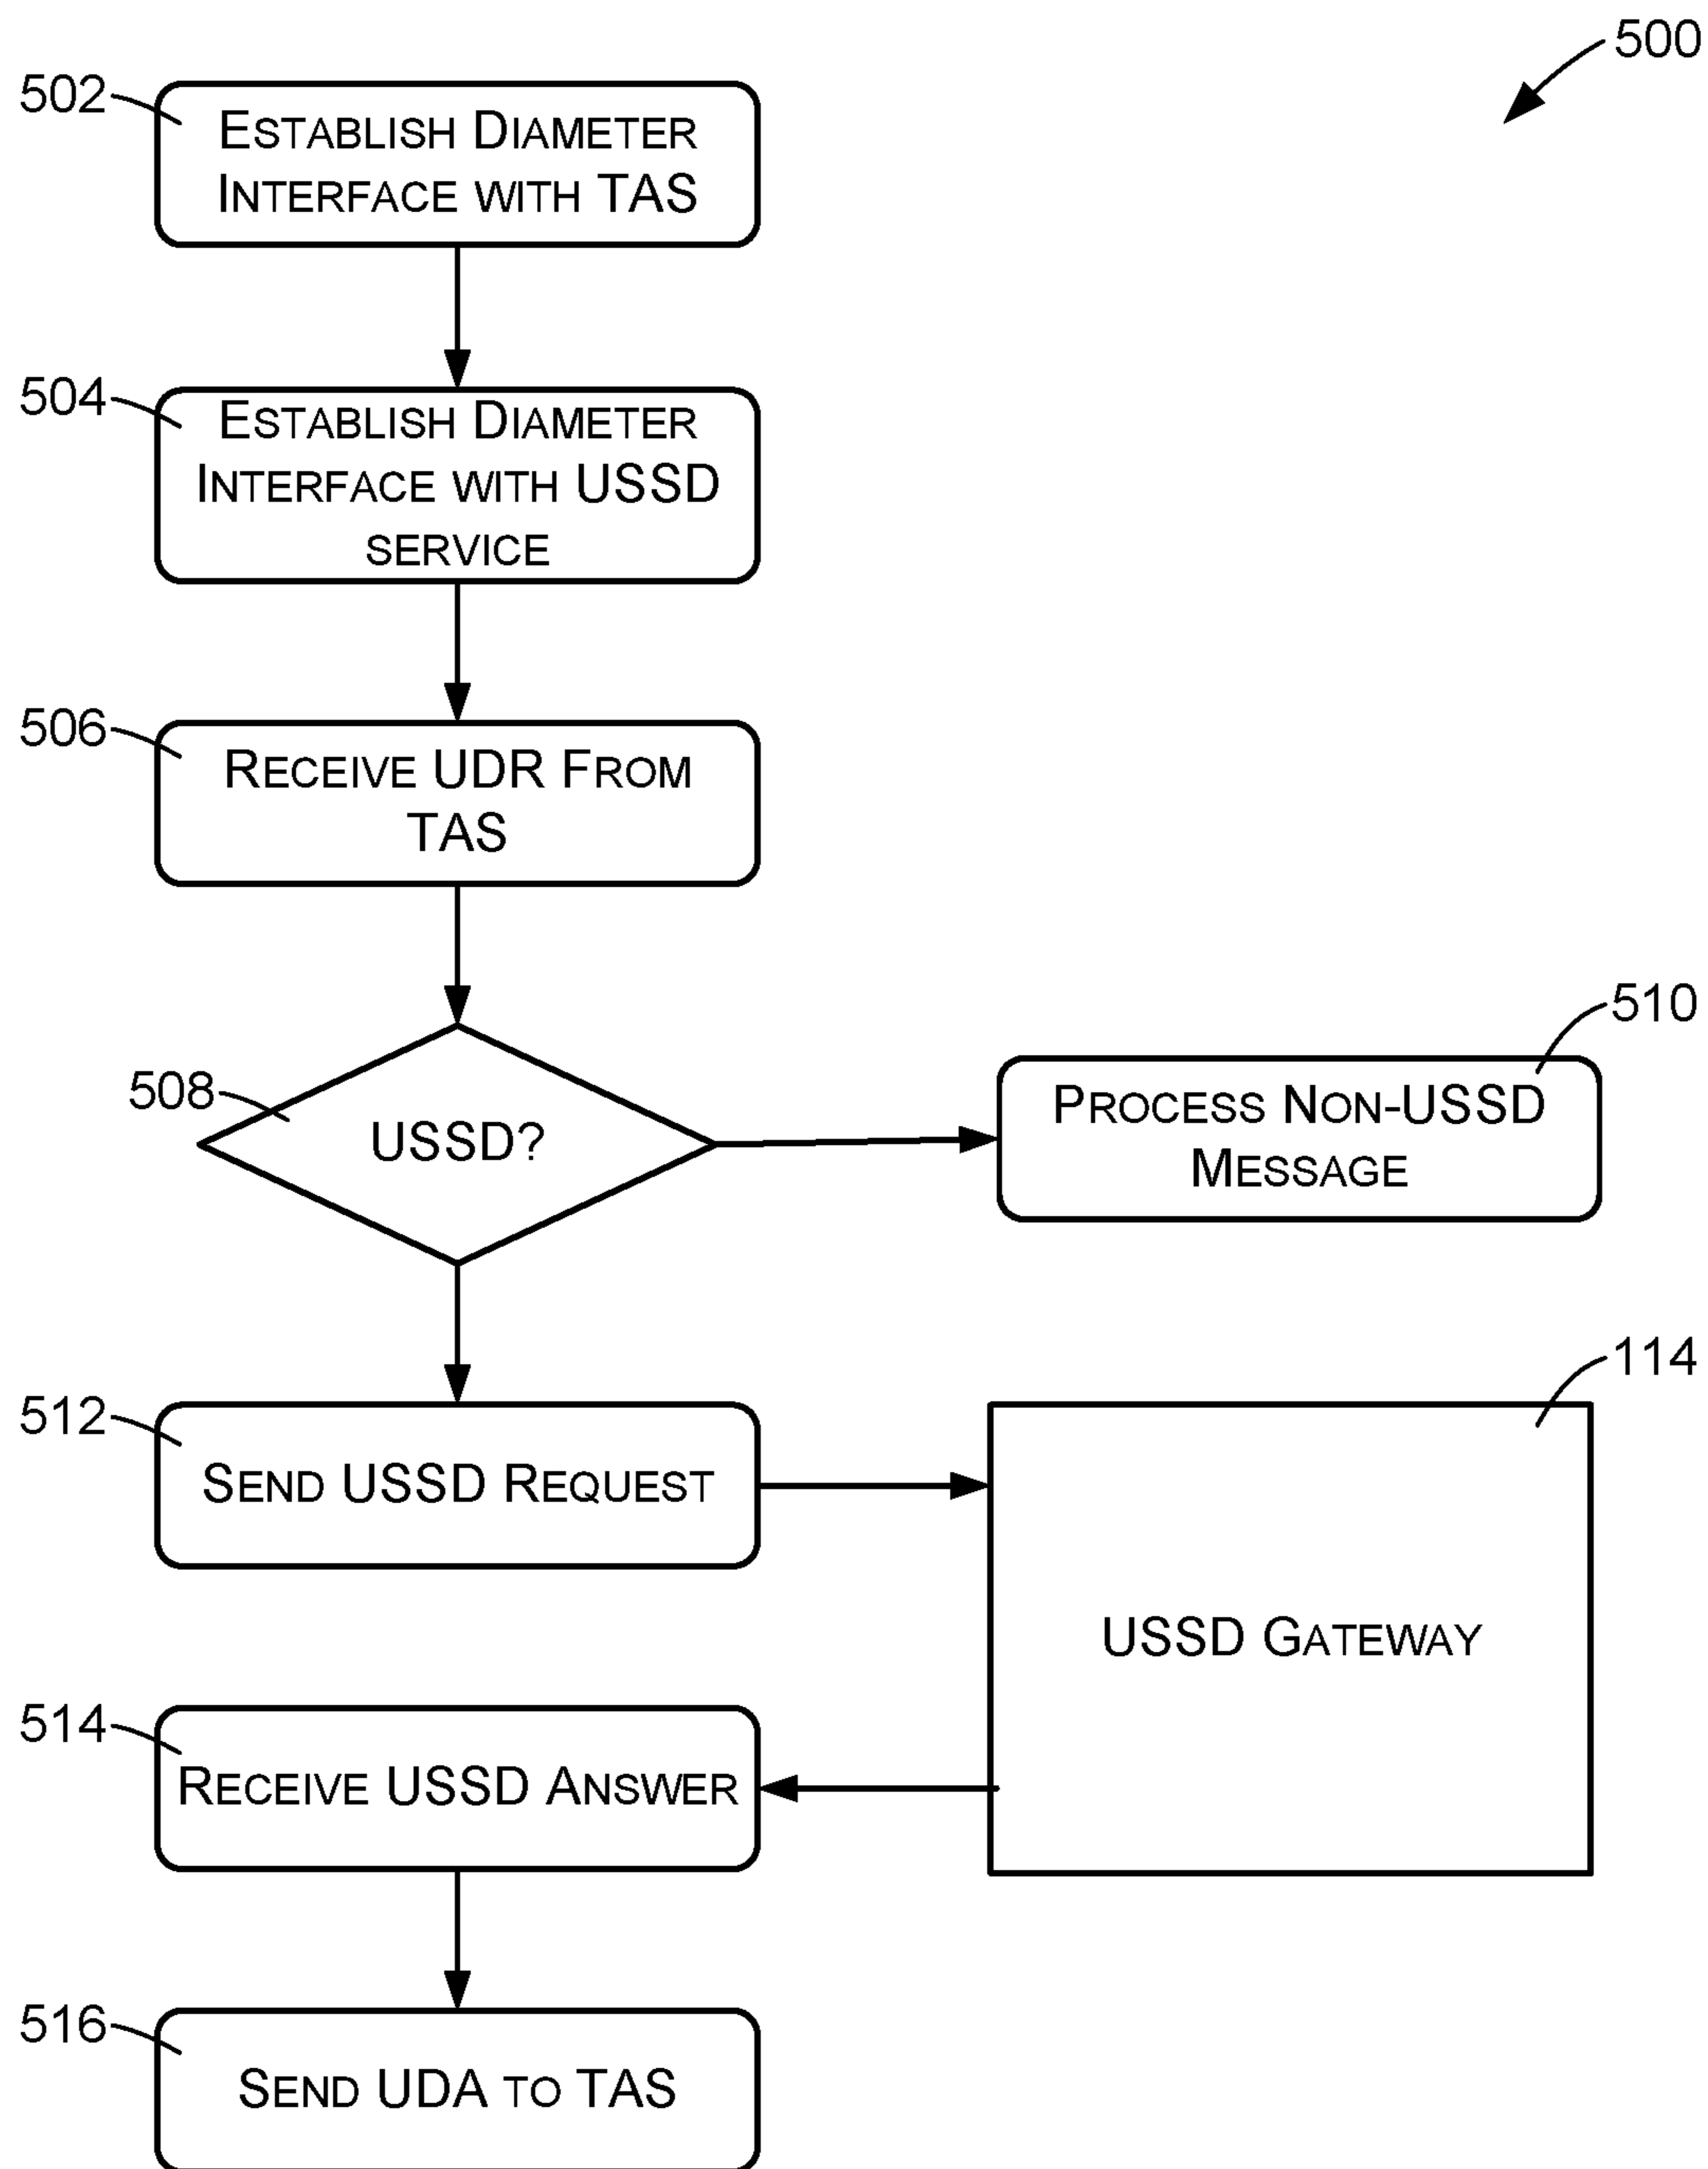 500
502
ESTABLISH DIAMETER
INTERFACE WITH TAS
504
ESTABLISH DIAMETER
INTERFACE WITH USSD
SERVICE
506
RECEIVE UDR FROM
TAS
508
USSD?
510
PROCESS NON-USSD
MESSAGE
512
SEND USSD REQUEST
114
USSD GATEWAY
514
RECEIVE USSD ANSWER
516
SEND UDA TO TAS